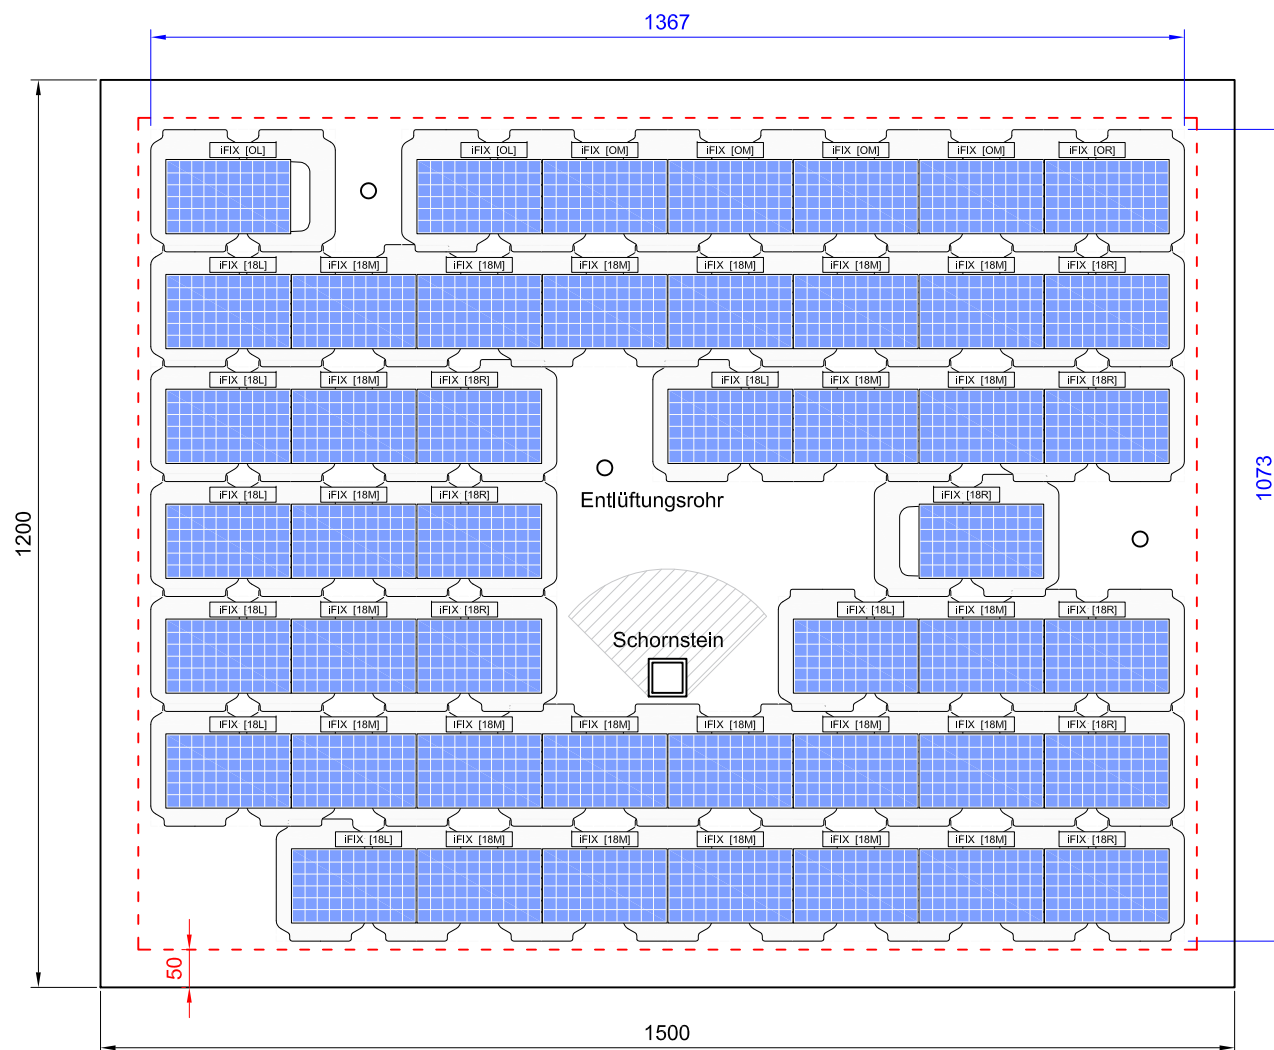 1367
iFIX [OL] iFIX [OL] iFIX [OM] iFIX [OM] iFIX [OM] iFIX [OM] iFIX [OR]
iFIX [18L] iFIX [18M] iFIX [18M] iFIX [18M] iFIX [18M] iFIX [18M] iFIX [18M] iFIX [18R]
iFIX [18L] iFIX [18M] iFIX [18R] iFIX [18L] iFIX [18M] iFIX [18M] iFIX [18R]
1073
iFIX [18L] iFIX [18M] iFIX [18R] iFIX [18R]
Entlüftungsrohr
1200
iFIX [18L] iFIX [18M] iFIX [18R] iFIX [18L] iFIX [18M] iFIX [18R]
Schornstein
iFIX [18L] iFIX [18M] iFIX [18M] iFIX [18M] iFIX [18M] iFIX [18M] iFIX [18M] iFIX [18R]
iFIX [18L] iFIX [18M] iFIX [18M] iFIX [18M] iFIX [18M] iFIX [18M] iFIX [18R]
50
1500